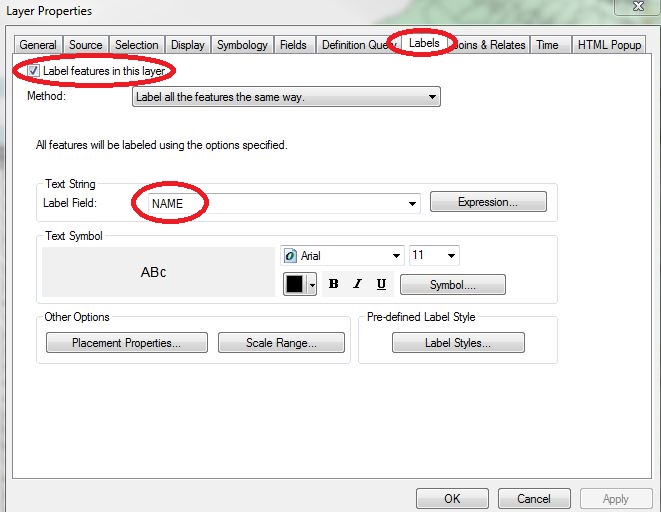 Layer Properties
General Source Selection Display Symbology Fields Definition Query Labels Joins & Relates Time HTML Popup
Label features in this layer
Method: Label all the features the same way.
All features will be labeled using the options specified.
Text String
Label Field: NAME Expression...
Text Symbol
ABc
Arial 11
B I U Symbol....
Other Options Pre-defined Label Style
Placement Properties... Scale Range... Label Styles...
OK Cancel Apply